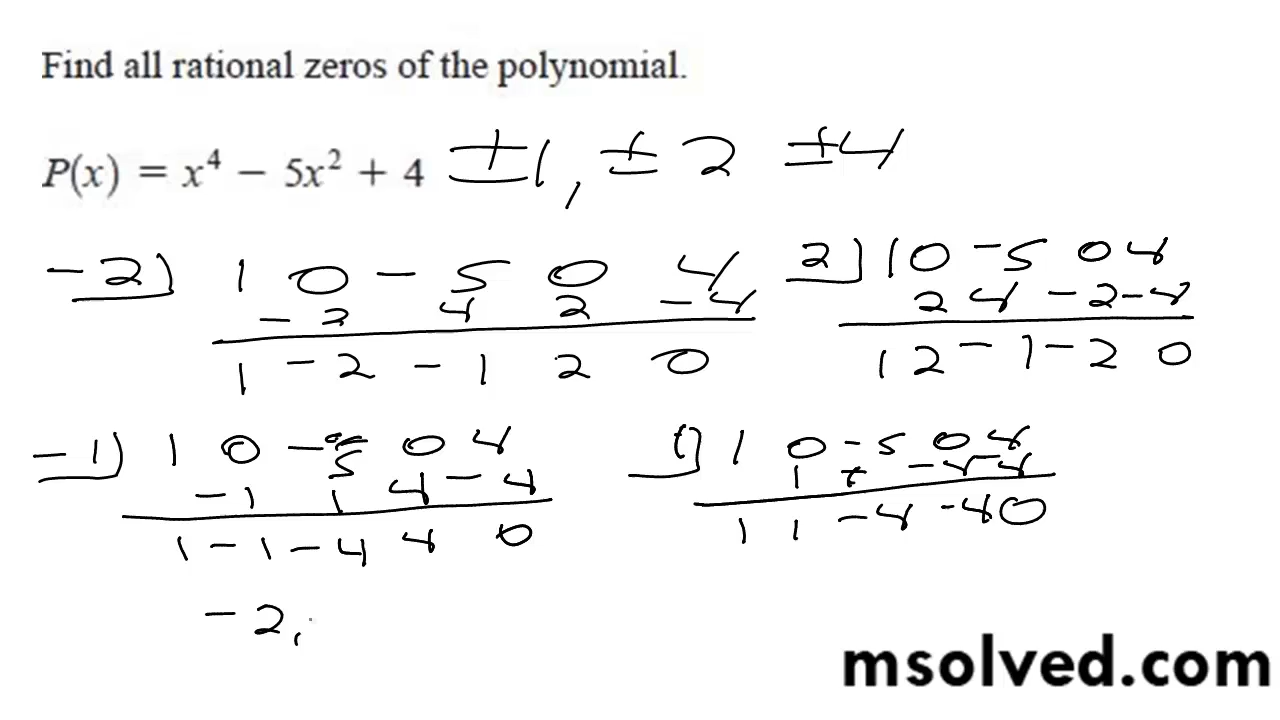 Find all rational zeros of the polynomial.
P(x) = x⁴ − 5x² + 4 ±1, ± 2 ±4
-2) 1 0 - 5 0 4
- 2 4 2 - 4
1 - 2 - 1 2 0
2) 1 0 - 5 0 4
2 4 - 2 - 4
1 2 - 1 - 2 0
-1) 1 0 - 5 0 4
- 1 1 4 - 4
1 - 1 - 4 4 0
1) 1 0 - 5 0 4
1 - 4 - 4
1 1 - 4 - 4 0
- 2,
msolved.com